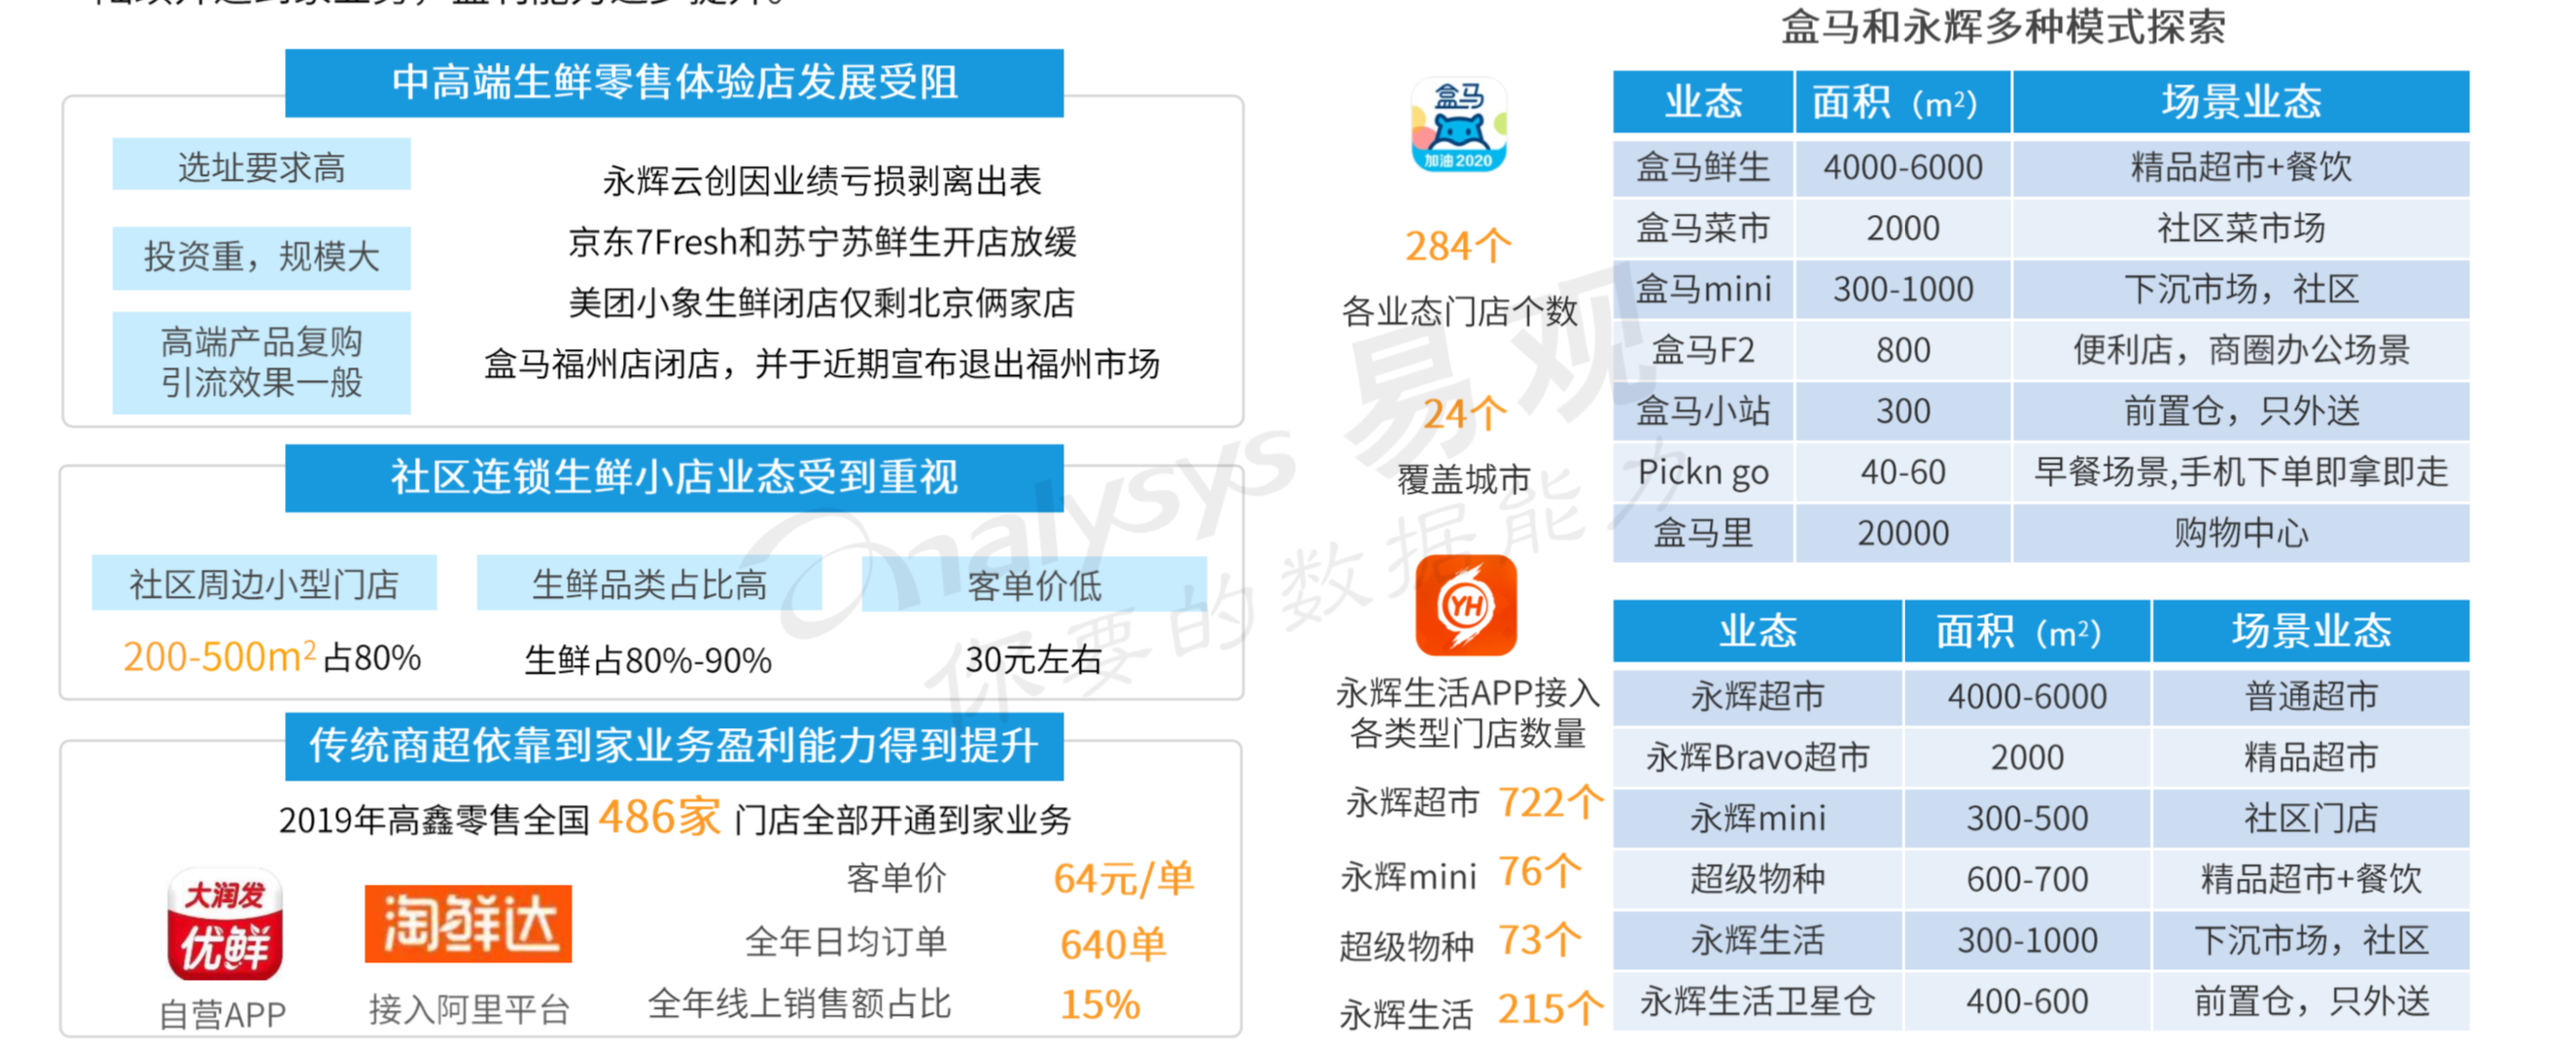 中高端生鲜零售体验店发展受阻
选址要求高
投资重，规模大
高端产品复购
引流效果一般
永辉云创因业绩亏损剥离出表
京东7Fresh和苏宁苏鲜生开店放缓
美团小象生鲜闭店仅剩北京俩家店
盒马福州店闭店，并于近期宣布退出福州市场
社区连锁生鲜小店业态受到重视
社区周边小型门店 生鲜品类占比高 客单价低
200-500m² 占80% 生鲜占80%-90% 30元左右
传统商超依靠到家业务盈利能力得到提升
2019年高鑫零售全国 486家 门店全部开通到家业务
大润发
优鲜
自营APP
淘鲜达
接入阿里平台
客单价 64元/单
全年日均订单 640单
全年线上销售额占比 15%
盒马
加油2020
284个
各业态门店个数
24个
覆盖城市
YH
永辉生活APP接入
各类型门店数量
永辉超市 722个
永辉mini 76个
超级物种 73个
永辉生活 215个
盒马和永辉多种模式探索
业态 面积（m²） 场景业态
盒马鲜生 4000-6000 精品超市+餐饮
盒马菜市 2000 社区菜市场
盒马mini 300-1000 下沉市场，社区
盒马F2 800 便利店，商圈办公场景
盒马小站 300 前置仓，只外送
Pickn go 40-60 早餐场景,手机下单即拿即走
盒马里 20000 购物中心
业态 面积（m²） 场景业态
永辉超市 4000-6000 普通超市
永辉Bravo超市 2000 精品超市
永辉mini 300-500 社区门店
超级物种 600-700 精品超市+餐饮
永辉生活 300-1000 下沉市场，社区
永辉生活卫星仓 400-600 前置仓，只外送
analysys 易观
你要的数据能力